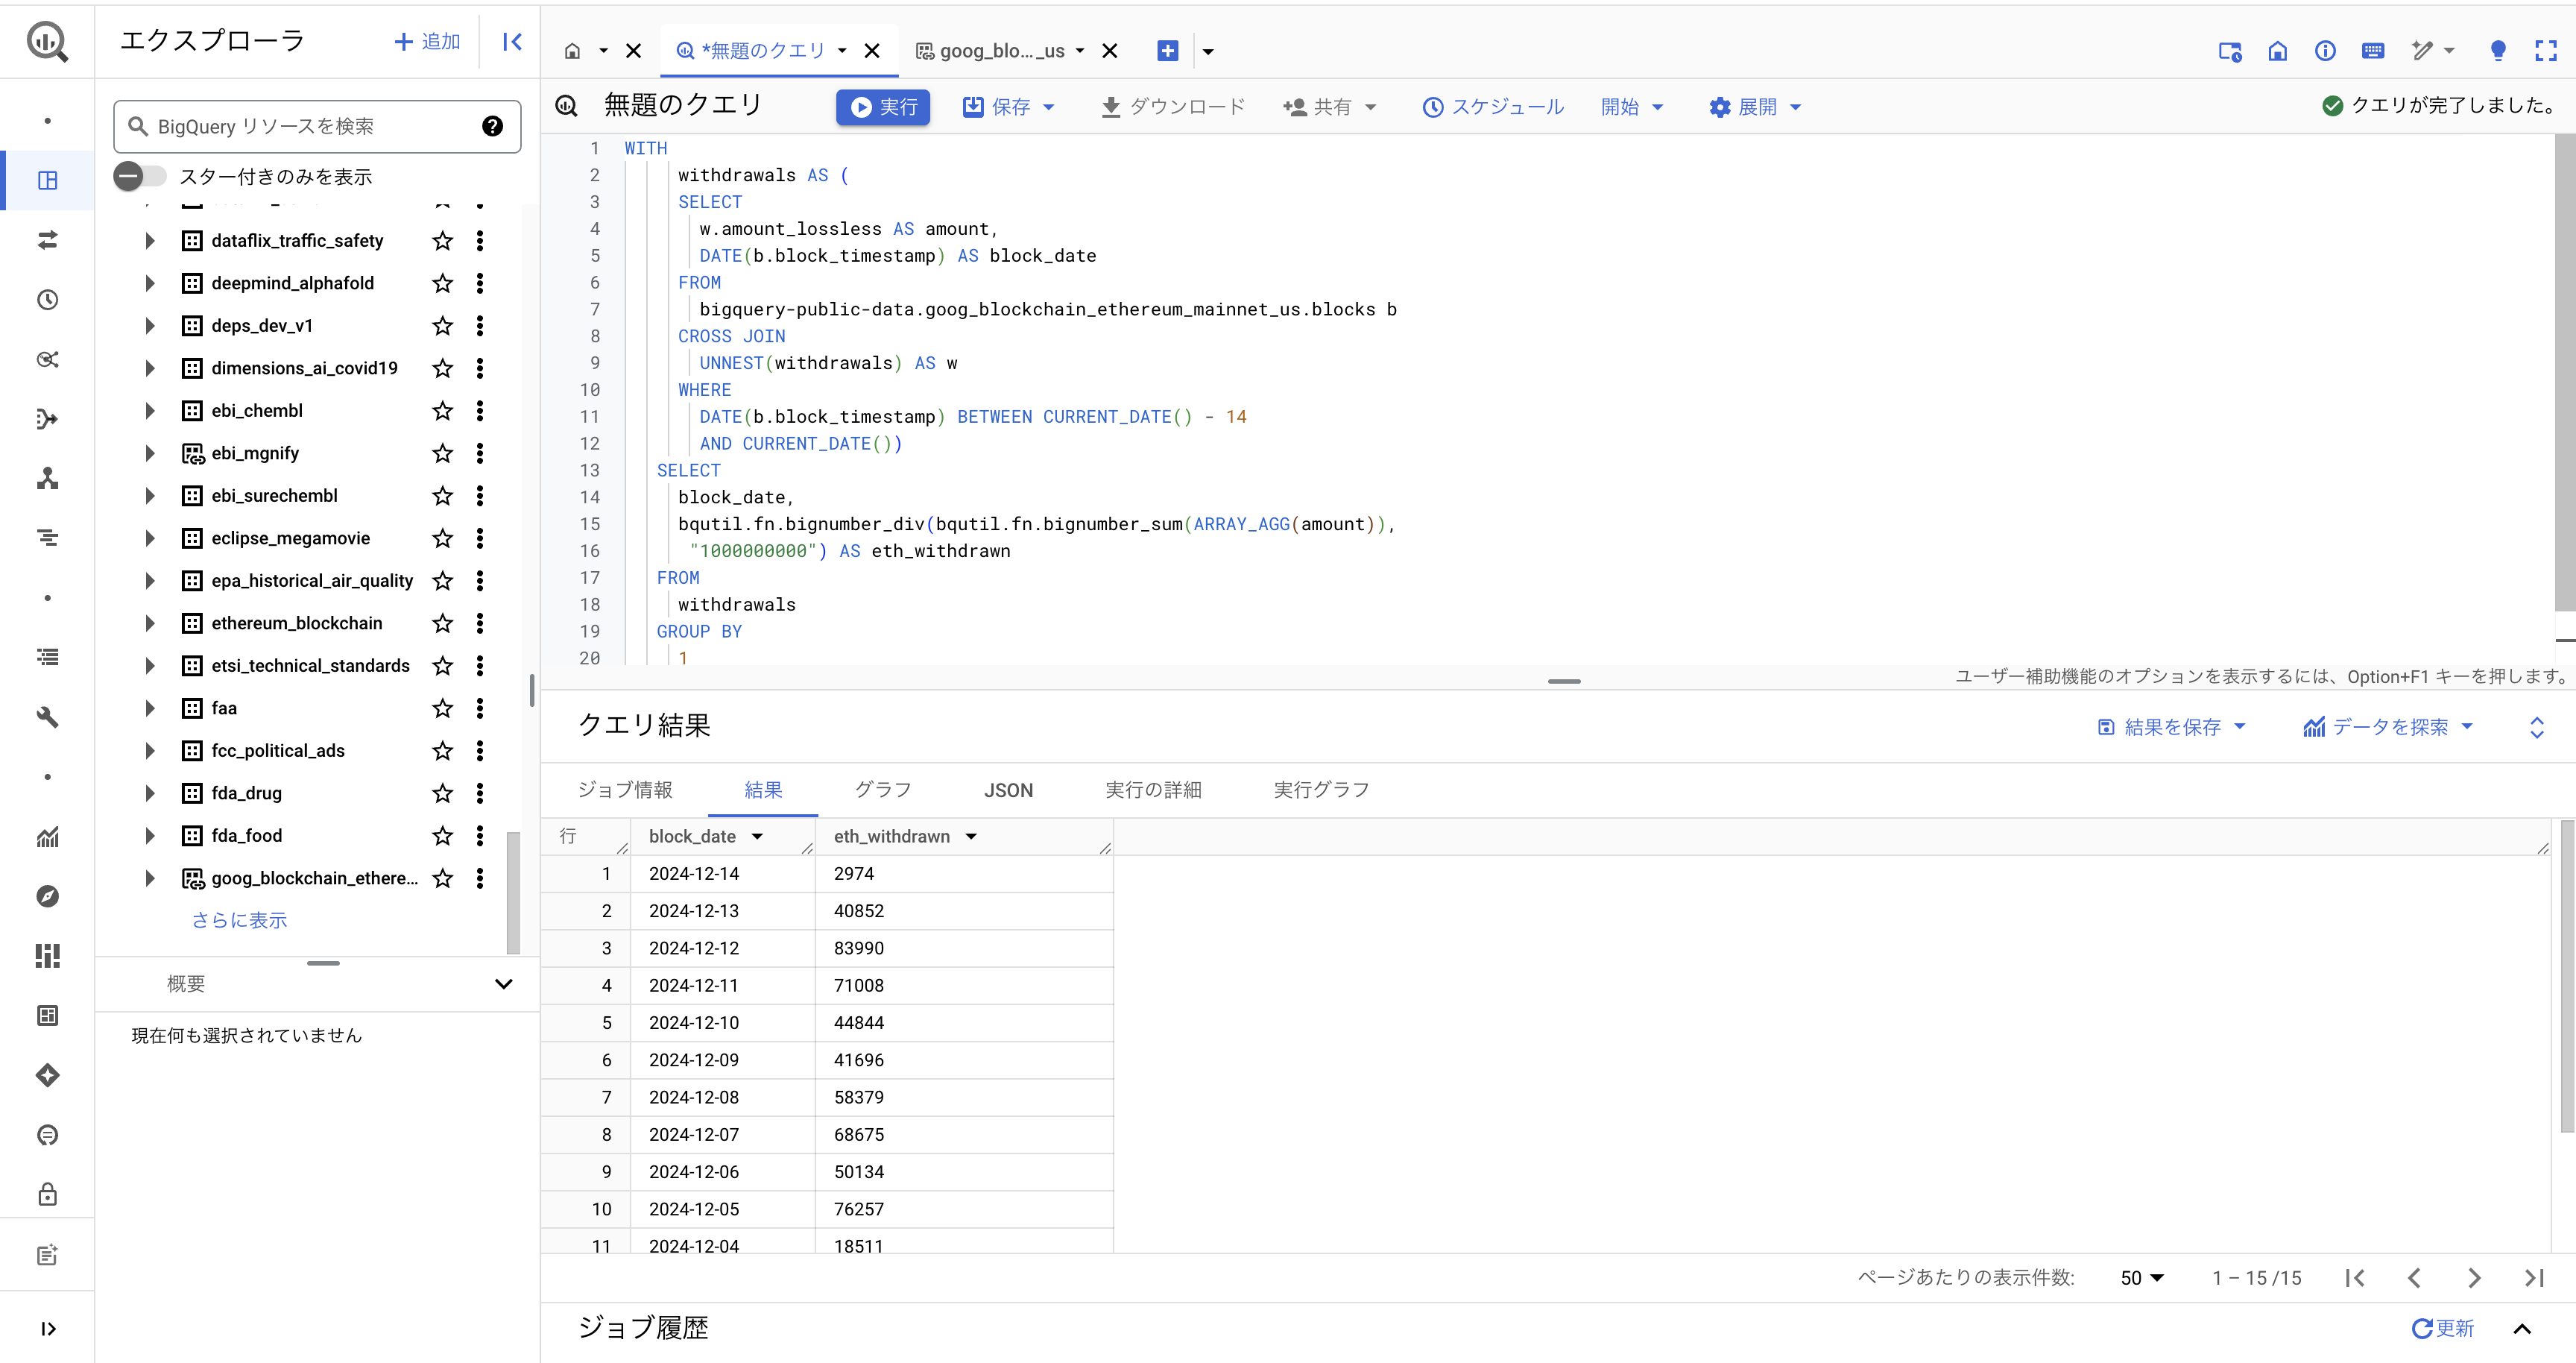 エクスプローラ
追加
BigQuery リソースを検索
スター付きのみを表示
dataflix_traffic_safety
deepmind_alphafold
deps_dev_v1
dimensions_ai_covid19
ebi_chembl
ebi_mgnify
ebi_surechembl
eclipse_megamovie
epa_historical_air_quality
ethereum_blockchain
etsi_technical_standards
faa
fcc_political_ads
fda_drug
fda_food
goog_blockchain_ethere...
さらに表示
概要
現在何も選択されていません
*無題のクエリ
goog_blo..._us
無題のクエリ
実行
保存
ダウンロード
共有
スケジュール
開始
展開
クエリが完了しました。
1 WITH
2 withdrawals AS (
3 SELECT
4 w.amount_lossless AS amount,
5 DATE(b.block_timestamp) AS block_date
6 FROM
7 bigquery-public-data.goog_blockchain_ethereum_mainnet_us.blocks b
8 CROSS JOIN
9 UNNEST(withdrawals) AS w
10 WHERE
11 DATE(b.block_timestamp) BETWEEN CURRENT_DATE() - 14
12 AND CURRENT_DATE())
13 SELECT
14 block_date,
15 bqutil.fn.bignumber_div(bqutil.fn.bignumber_sum(ARRAY_AGG(amount)),
16 "1000000000") AS eth_withdrawn
17 FROM
18 withdrawals
19 GROUP BY
20 1
ユーザー補助機能のオプションを表示するには、Option+F1 キーを押します。
クエリ結果
結果を保存
データを探索
ジョブ情報 結果 グラフ JSON 実行の詳細 実行グラフ
行 block_date eth_withdrawn
1 2024-12-14 2974
2 2024-12-13 40852
3 2024-12-12 83990
4 2024-12-11 71008
5 2024-12-10 44844
6 2024-12-09 41696
7 2024-12-08 58379
8 2024-12-07 68675
9 2024-12-06 50134
10 2024-12-05 76257
11 2024-12-04 18511
ページあたりの表示件数: 50 1 – 15 /15
ジョブ履歴
更新